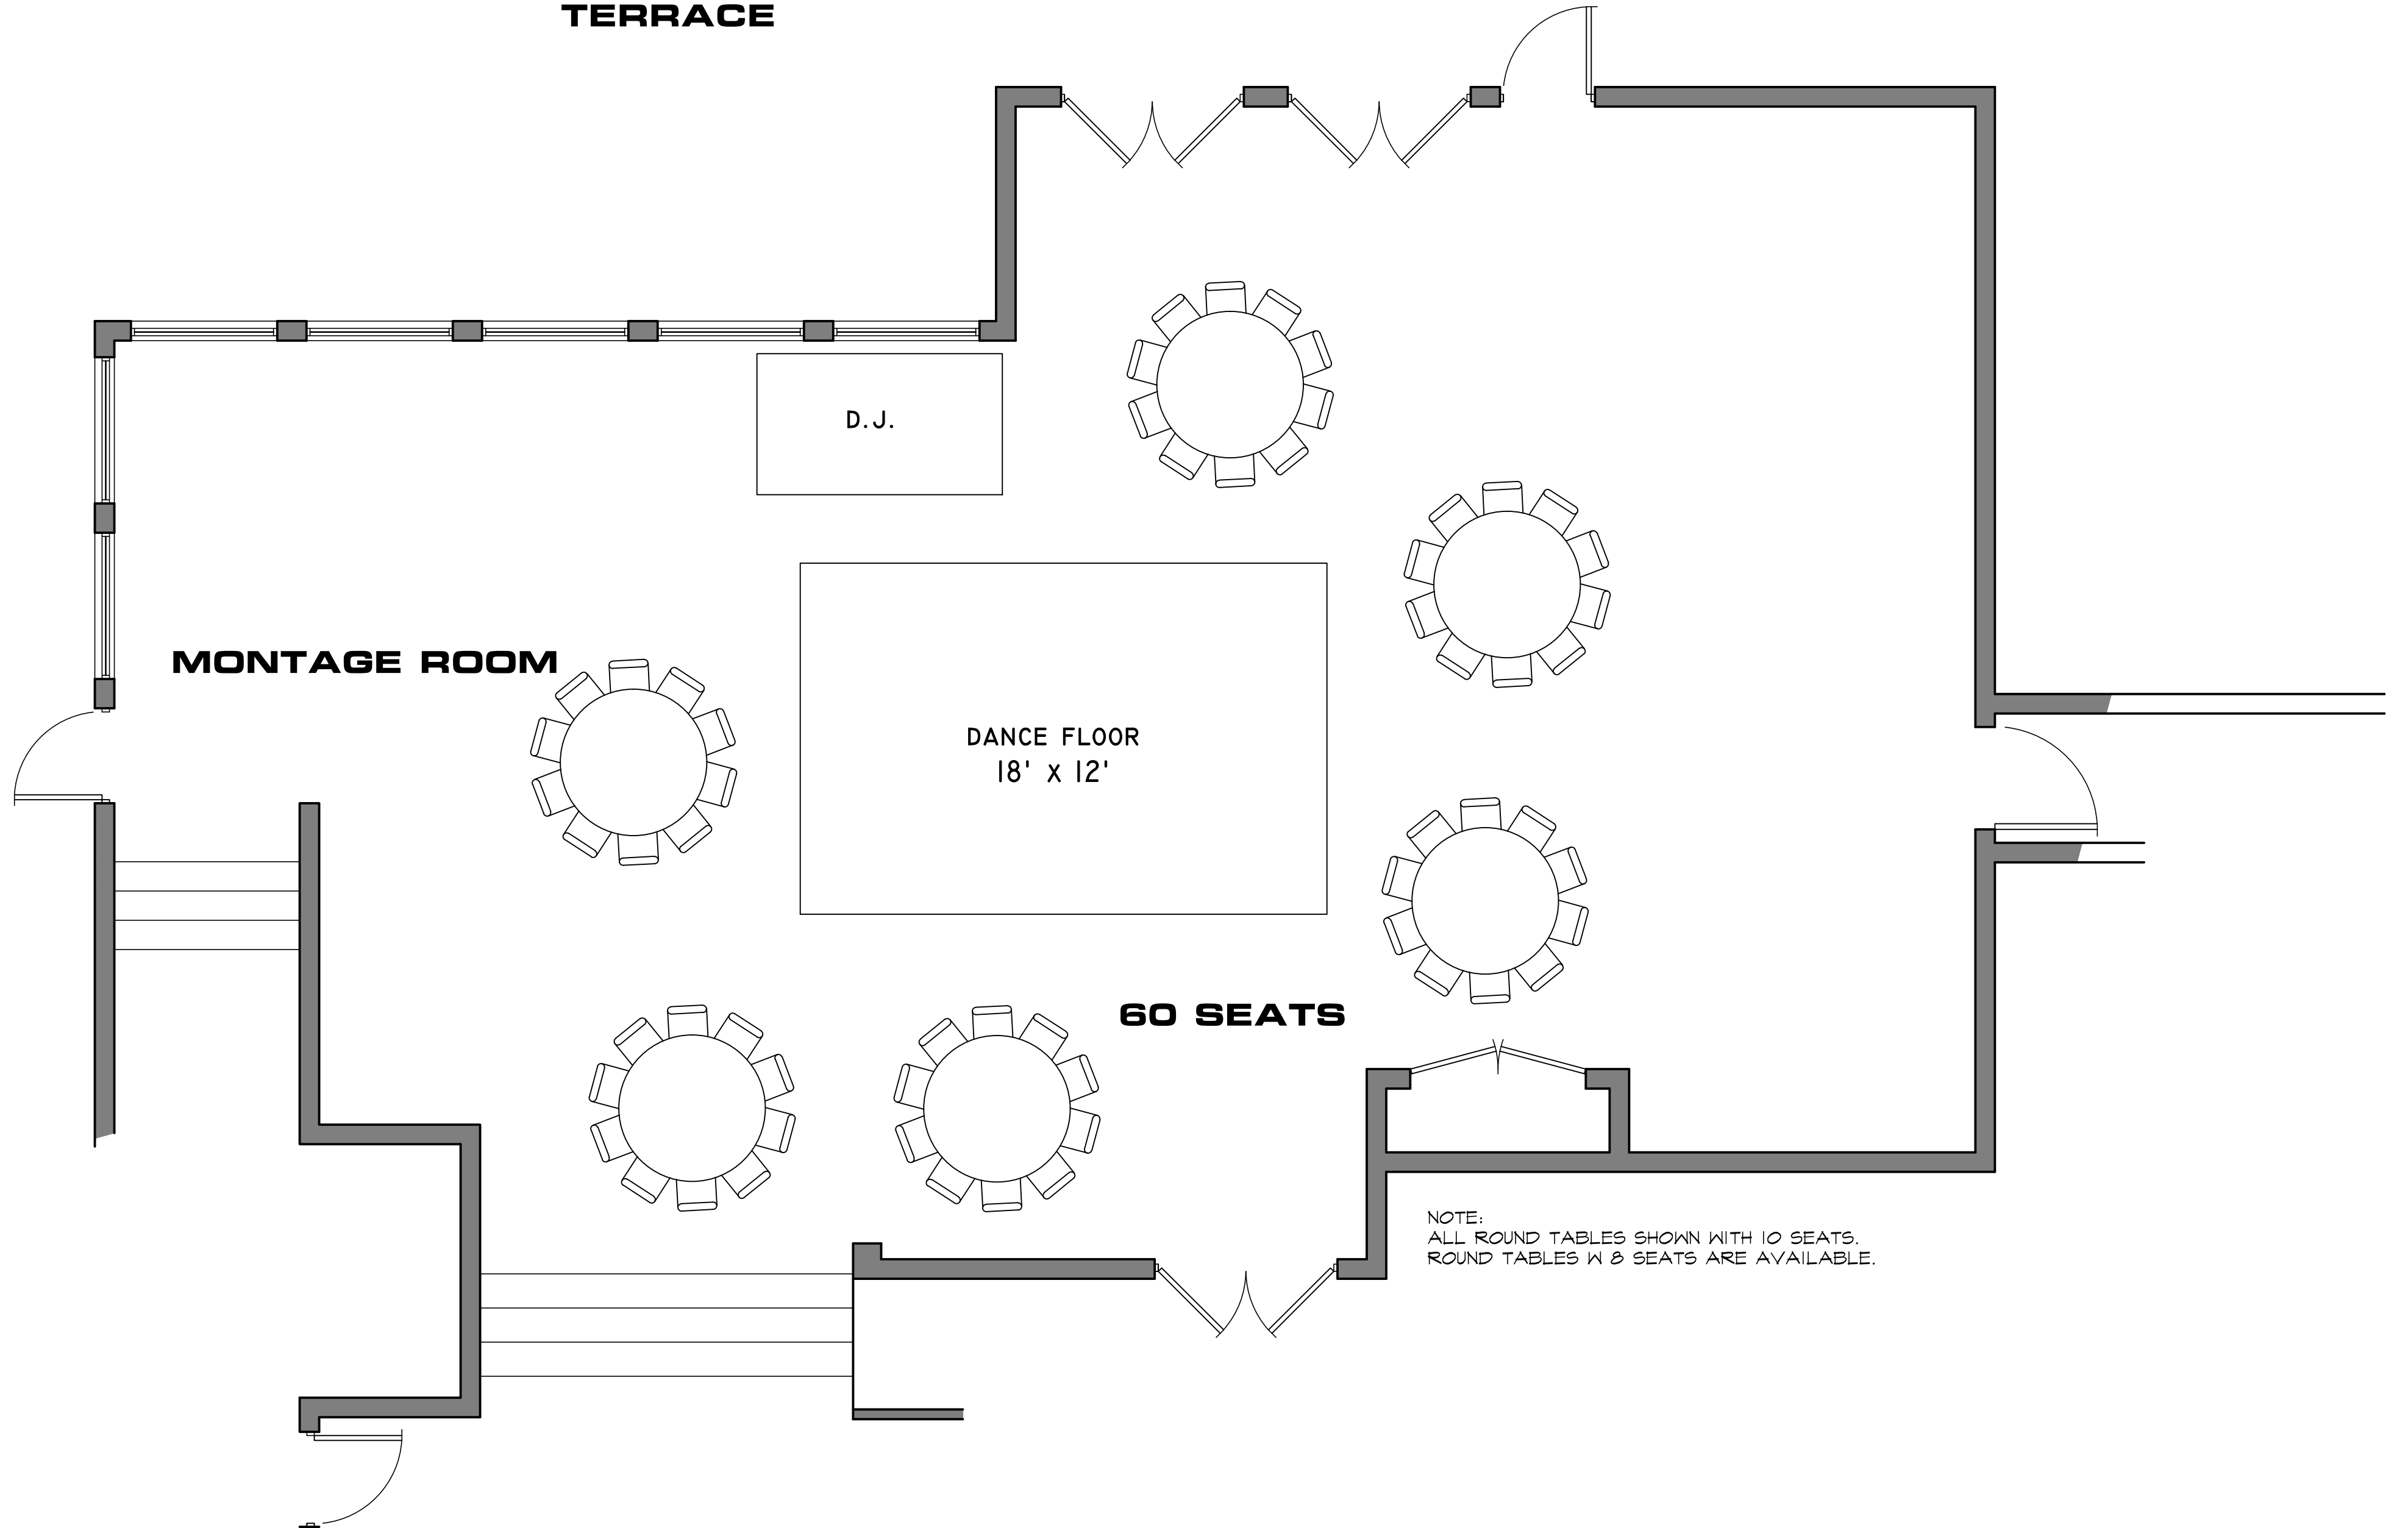 TERRACE
D.J.
MONTAGE ROOM
DANCE FLOOR
18' x 12'
60 SEATS
NOTE:
ALL ROUND TABLES SHOWN WITH 10 SEATS.
ROUND TABLES W 8 SEATS ARE AVAILABLE.